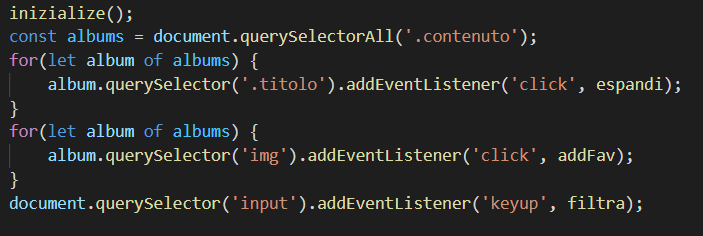 inizialize();
const albums = document.querySelectorAll('.contenuto');
for(let album of albums) {
    album.querySelector('.titolo').addEventListener('click', espandi);
}
for(let album of albums) {
    album.querySelector('img').addEventListener('click', addFav);
}
document.querySelector('input').addEventListener('keyup', filtra);